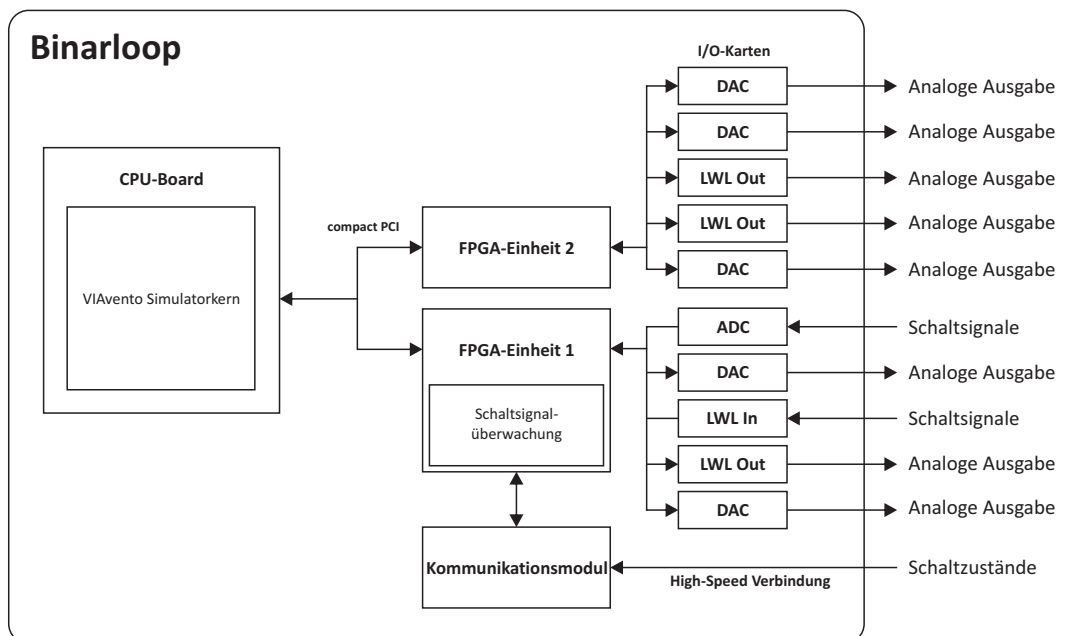 Binarloop
I/O-Karten
DAC
Analoge Ausgabe
DAC
Analoge Ausgabe
CPU-Board
LWL Out
Analoge Ausgabe
compact PCI
LWL Out
Analoge Ausgabe
FPGA-Einheit 2
DAC
Analoge Ausgabe
VIAvento Simulatorkern
ADC
Schaltsignale
FPGA-Einheit 1
DAC
Analoge Ausgabe
Schaltsignal-
überwachung
LWL In
Schaltsignale
LWL Out
Analoge Ausgabe
DAC
Analoge Ausgabe
Kommunikationsmodul
High-Speed Verbindung
Schaltzustände